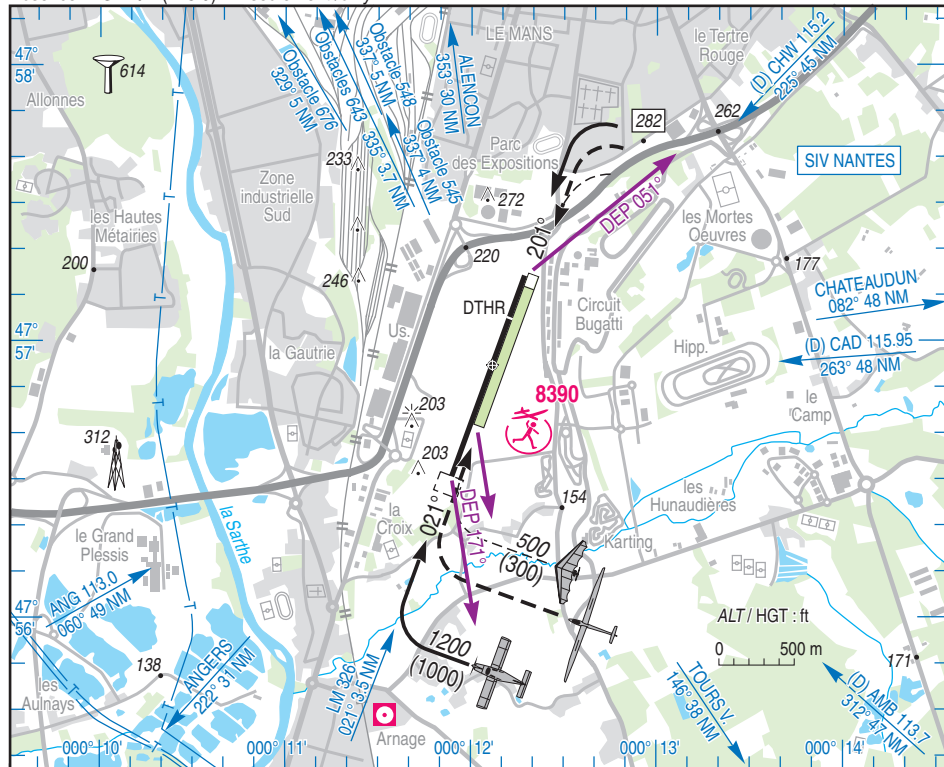 47°
58'
614
Allonnes
Obstacle 676
329° 5 NM
Obstacles 643
335° 3.7 NM
Obstacle 548
337° 5 NM
Obstacle 545
337° 4 NM
ALENCON
353° 30 NM
LE MANS
le Tertre
Rouge
(D) CHW 115.2
225° 45 NM
262
282
Parc
des Expositions
SIV NANTES
233
Zone
industrielle
Sud
272
DEP 051°
201°
les Mortes
Oeuvres
les Hautes
Métairies
200
246
220
177
CHATEAUDUN
082° 48 NM
DTHR
Circuit
Bugatti
47°
57'
Us.
la Gautrie
Hipp.
(D) CAD 115.95
263° 48 NM
8390
le
Camp
203
312
203
021°
DEP 171°
154
les
Hunaudières
la
Croix
la Sarthe
le Grand
Plessis
500
(300)
Karting
ANG 113.0
060° 49 NM
47°
56'
ALT / HGT : ft
0 500 m
1200
(1000)
138
ANGERS
222° 31 NM
LM 326
021° 3.5 NM
171
les
Aulnays
TOURS V.
146° 38 NM
(D) AMB 113.7
312° 47 NM
Arnage
000° 10'
000° 11'
000° 12'
000° 13'
000° 14'